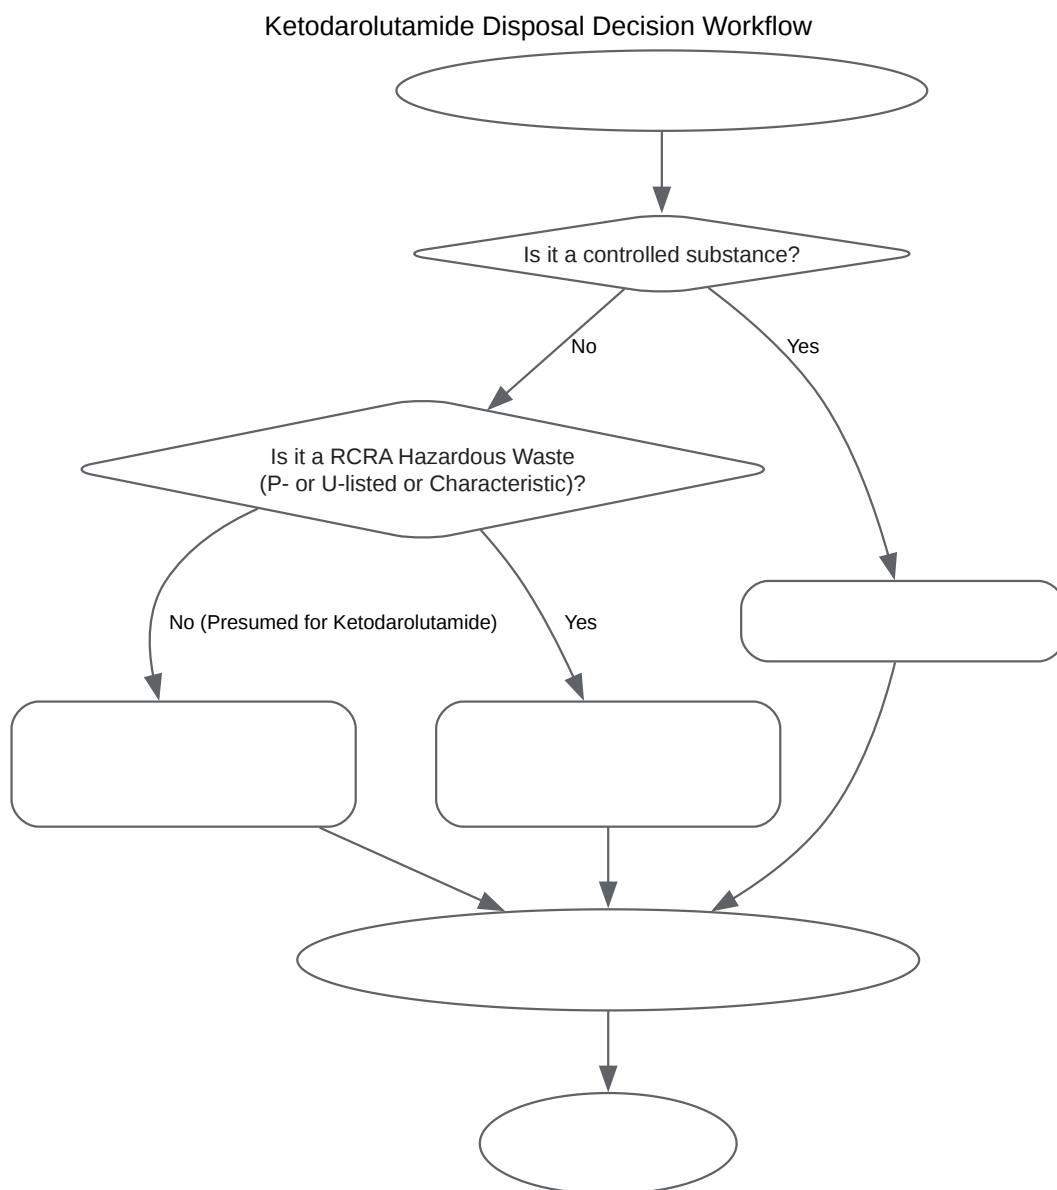 Ketodarolutamide Disposal Decision Workflow
Is it a controlled substance?
No
Yes
Is it a RCRA Hazardous Waste
(P- or U-listed or Characteristic)?
No (Presumed for Ketodarolutamide)
Yes